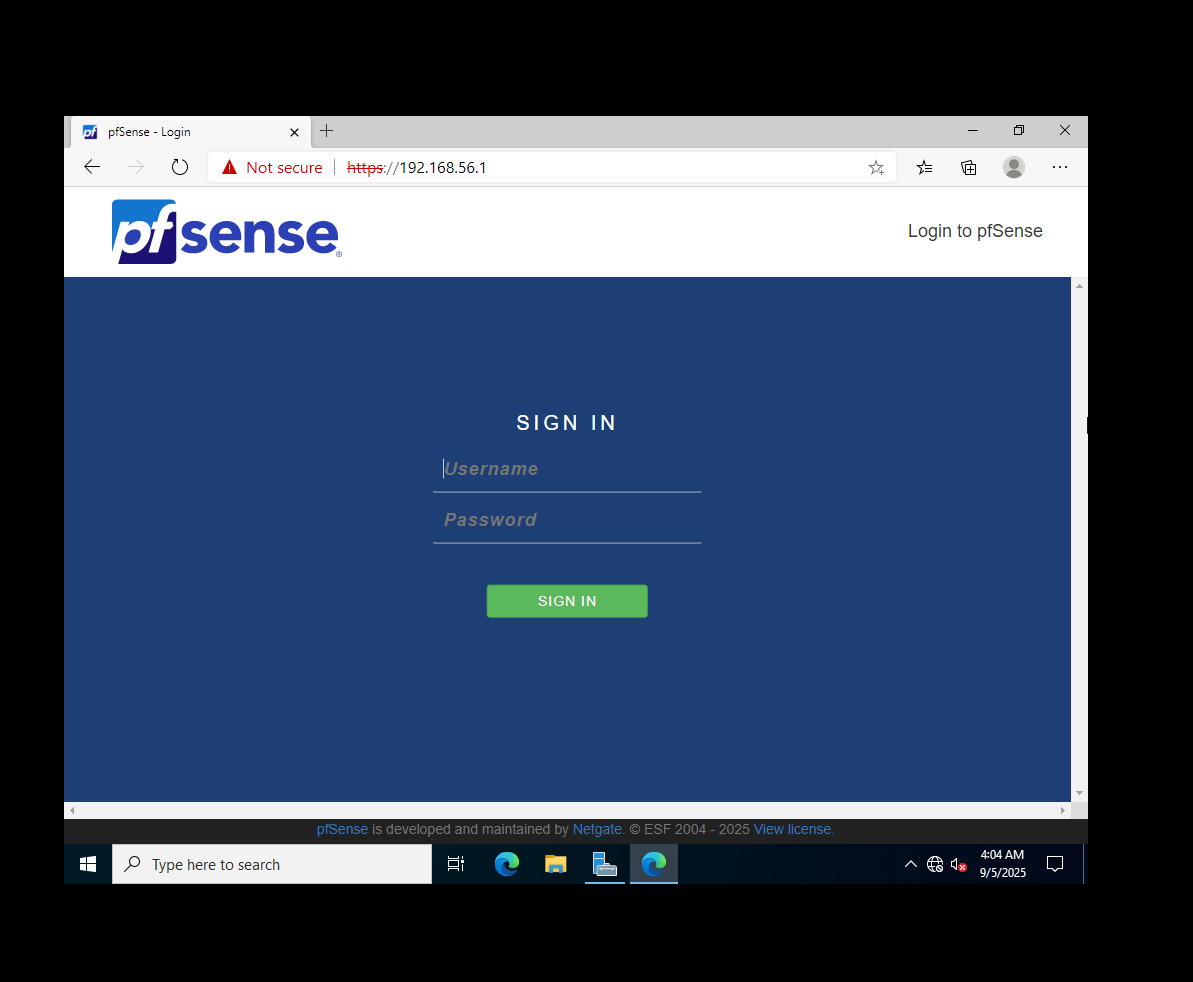 pfSense - Login
Not secure https://192.168.56.1
pfsense®
Login to pfSense
SIGN IN
Username
Password
SIGN IN
pfSense is developed and maintained by Netgate. © ESF 2004 - 2025 View license.
Type here to search
4:04 AM
9/5/2025